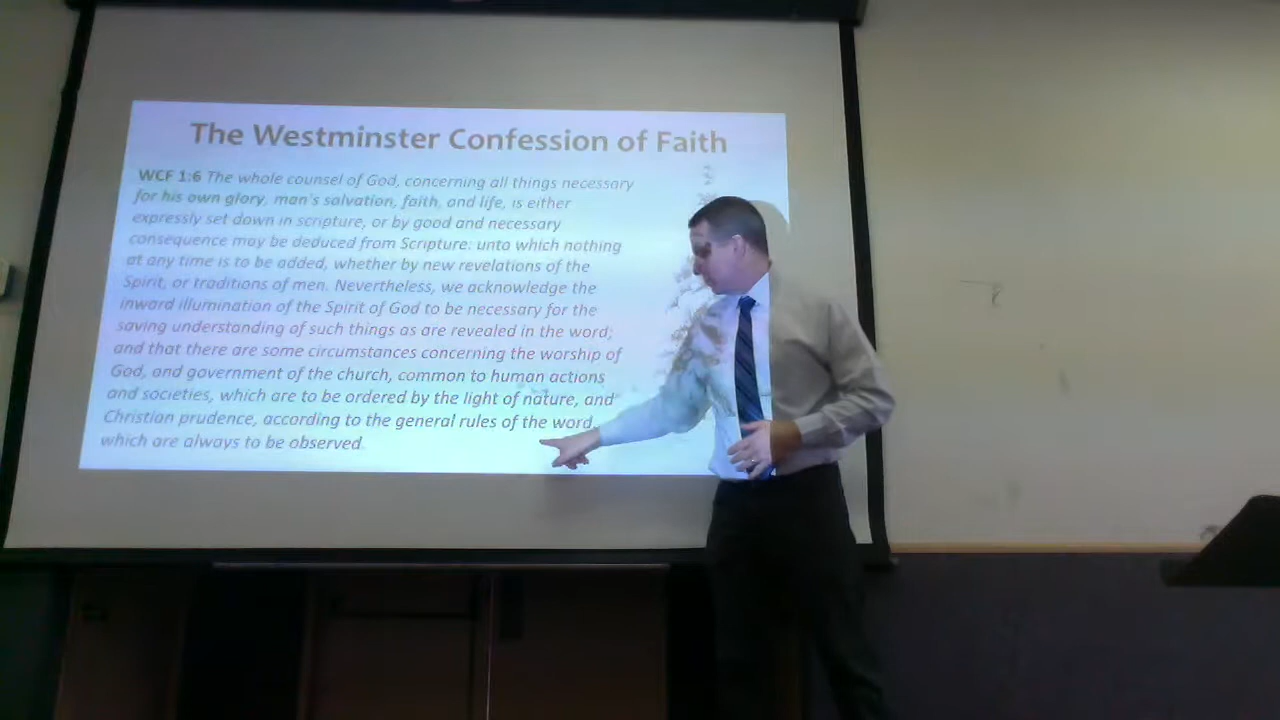 The Westminster Confession of Faith
WCF 1:6 The whole counsel of God, concerning all things necessary
for his own glory, man's salvation, faith, and life, is either
expressly set down in scripture, or by good and necessary
consequence may be deduced from Scripture: unto which nothing
at any time is to be added, whether by new revelations of the
Spirit, or traditions of men. Nevertheless, we acknowledge the
inward illumination of the Spirit of God to be necessary for the
saving understanding of such things as are revealed in the word;
and that there are some circumstances concerning the worship of
God, and government of the church, common to human actions
and societies, which are to be ordered by the light of nature, and
Christian prudence, according to the general rules of the word,
which are always to be observed.